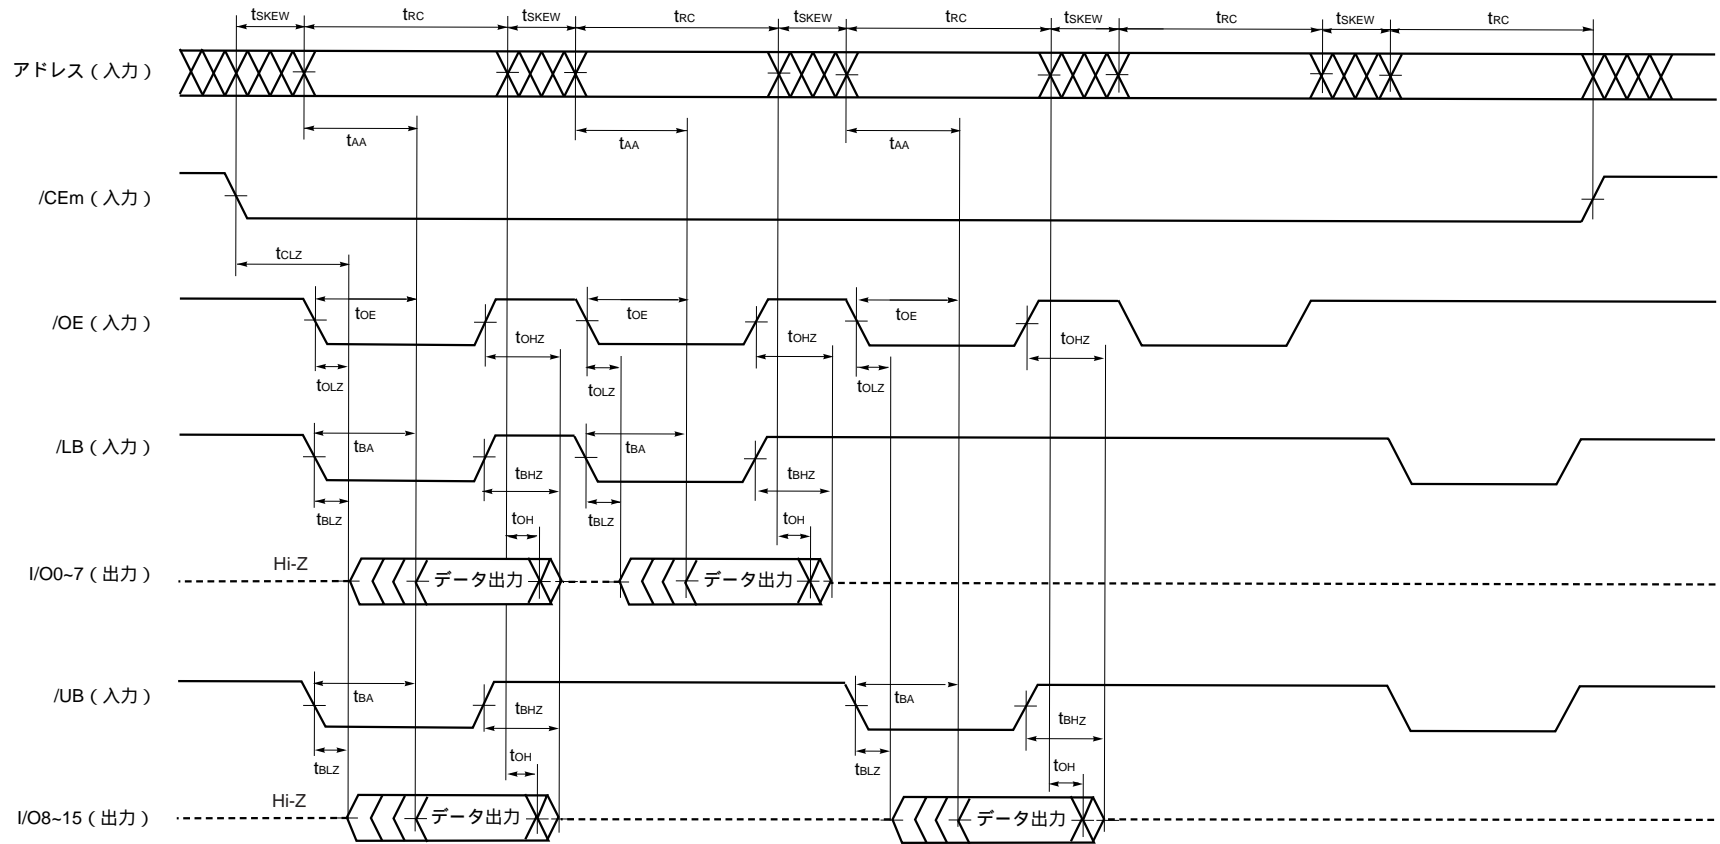 tSKEW tRC tSKEW tRC tSKEW tRC tSKEW tRC tSKEW tRC
アドレス ( 入力 )
tAA tAA tAA
/CEm ( 入力 )
tCLZ
/OE ( 入力 )
tOE tOHZ tOE tOHZ tOE tOHZ
tOLZ tOLZ tOLZ
/LB ( 入力 )
tBA tBHZ tBA tBHZ
tBLZ tOH tBLZ tOH
I/O0~7 ( 出力 ) Hi-Z データ出力 データ出力
/UB ( 入力 )
tBA tBHZ tBA tBHZ
tBLZ tOH tBLZ tOH
I/O8~15 ( 出力 ) Hi-Z データ出力 データ出力